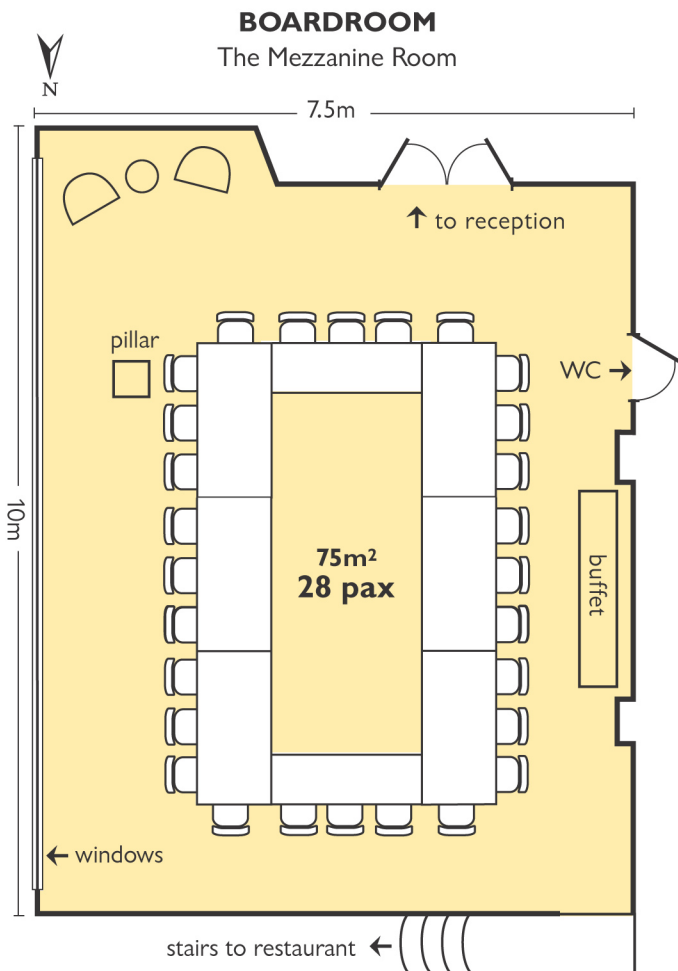 BOARDROOM
The Mezzanine Room
N
7.5m
to reception
pillar
WC
10m
75m²
28 pax
buffet
windows
stairs to restaurant